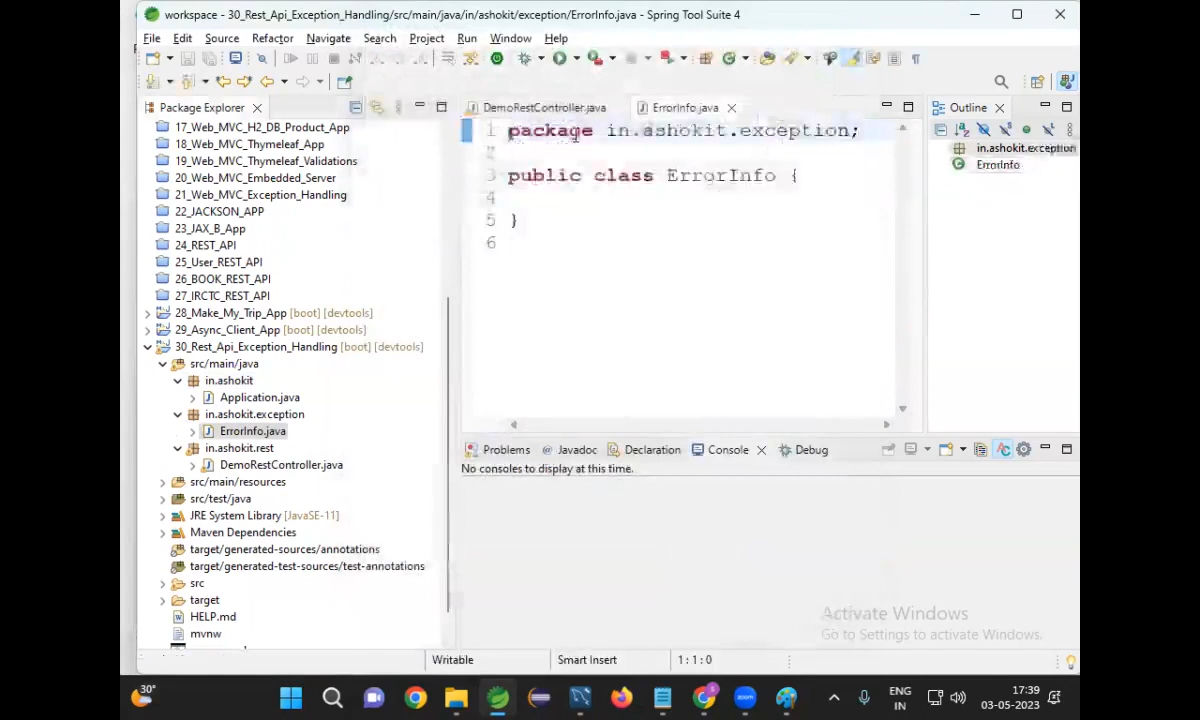 workspace - 30_Rest_Api_Exception_Handling/src/main/java/in/ashokit/exception/ErrorInfo.java - Spring Tool Suite 4
File Edit Source Refactor Navigate Search Project Run Window Help
Package Explorer
17_Web_MVC_H2_DB_Product_App
18_Web_MVC_Thymeleaf_App
19_Web_MVC_Thymeleaf_Validations
20_Web_MVC_Embedded_Server
21_Web_MVC_Exception_Handling
22_JACKSON_APP
23_JAX_B_App
24_REST_API
25_User_REST_API
26_BOOK_REST_API
27_IRCTC_REST_API
28_Make_My_Trip_App [boot] [devtools]
29_Async_Client_App [boot] [devtools]
30_Rest_Api_Exception_Handling [boot] [devtools]
src/main/java
in.ashokit
Application.java
in.ashokit.exception
ErrorInfo.java
in.ashokit.rest
DemoRestController.java
src/main/resources
src/test/java
JRE System Library [JavaSE-11]
Maven Dependencies
target/generated-sources/annotations
target/generated-test-sources/test-annotations
src
target
HELP.md
mvnw
DemoRestController.java ErrorInfo.java
1 package in.ashokit.exception;
2
3 public class ErrorInfo {
4
5 }
6
Outline
in.ashokit.exception
ErrorInfo
Problems Javadoc Declaration Console Debug
No consoles to display at this time.
Activate Windows
Go to Settings to activate Windows.
Writable Smart Insert 1 : 1 : 0
30°
ENG
IN
17:39
03-05-2023